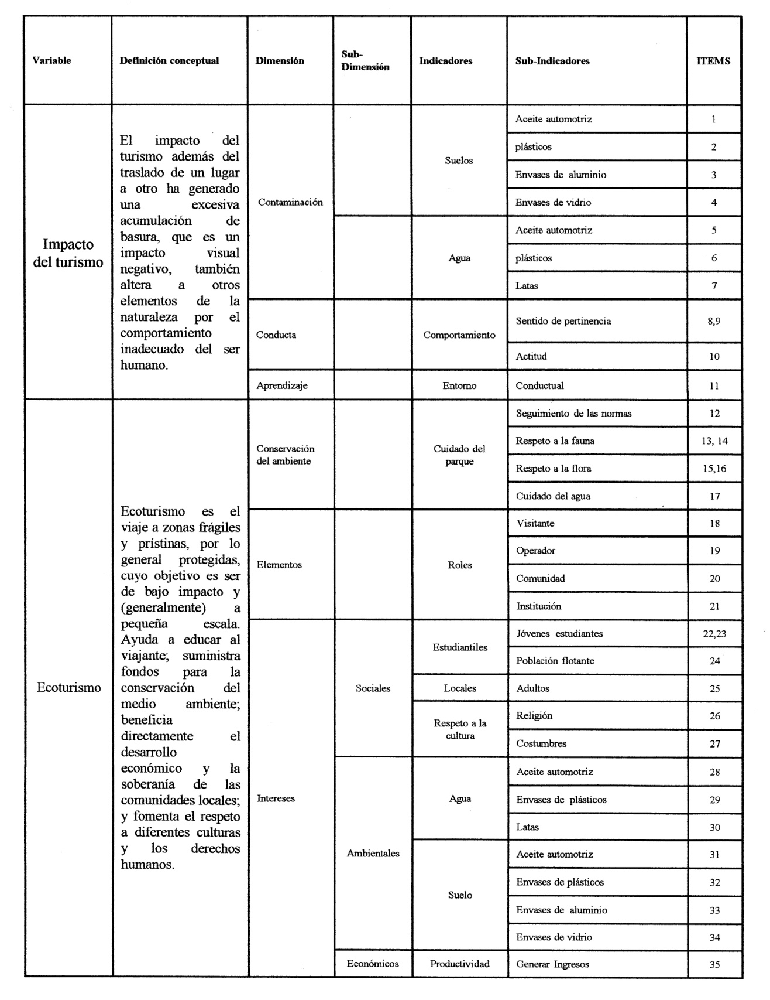 Variable
Definición conceptual
Dimensión
Sub-
Dimensión
Indicadores
Sub-Indicadores
ITEMS
Impacto
del turismo
El impacto del
turismo además del
traslado de un lugar
a otro ha generado
una excesiva
acumulación de
basura, que es un
impacto visual
negativo, también
altera a otros
elementos de la
naturaleza por el
comportamiento
inadecuado del ser
humano.
Contaminación
Suelos
Aceite automotriz
1
plásticos
2
Envases de aluminio
3
Envases de vidrio
4
Agua
Aceite automotriz
5
plásticos
6
Latas
7
Conducta
Comportamiento
Sentido de pertinencia
8,9
Actitud
10
Aprendizaje
Entorno
Conductual
11
Ecoturismo
Ecoturismo es el
viaje a zonas frágiles
y prístinas, por lo
general protegidas,
cuyo objetivo es ser
de bajo impacto y
(generalmente) a
pequeña escala.
Ayuda a educar al
viajante; suministra
fondos para la
conservación del
medio ambiente;
beneficia
directamente el
desarrollo
económico y la
soberanía de las
comunidades locales;
y fomenta el respeto
a diferentes culturas
y los derechos
humanos.
Conservación
del ambiente
Cuidado del
parque
Seguimiento de las normas
12
Respeto a la fauna
13, 14
Respeto a la flora
15,16
Cuidado del agua
17
Elementos
Roles
Visitante
18
Operador
19
Comunidad
20
Institución
21
Intereses
Sociales
Estudiantiles
Jóvenes estudiantes
22,23
Población flotante
24
Locales
Adultos
25
Respeto a la
cultura
Religión
26
Costumbres
27
Ambientales
Agua
Aceite automotriz
28
Envases de plásticos
29
Latas
30
Suelo
Aceite automotriz
31
Envases de plásticos
32
Envases de aluminio
33
Envases de vidrio
34
Económicos
Productividad
Generar Ingresos
35